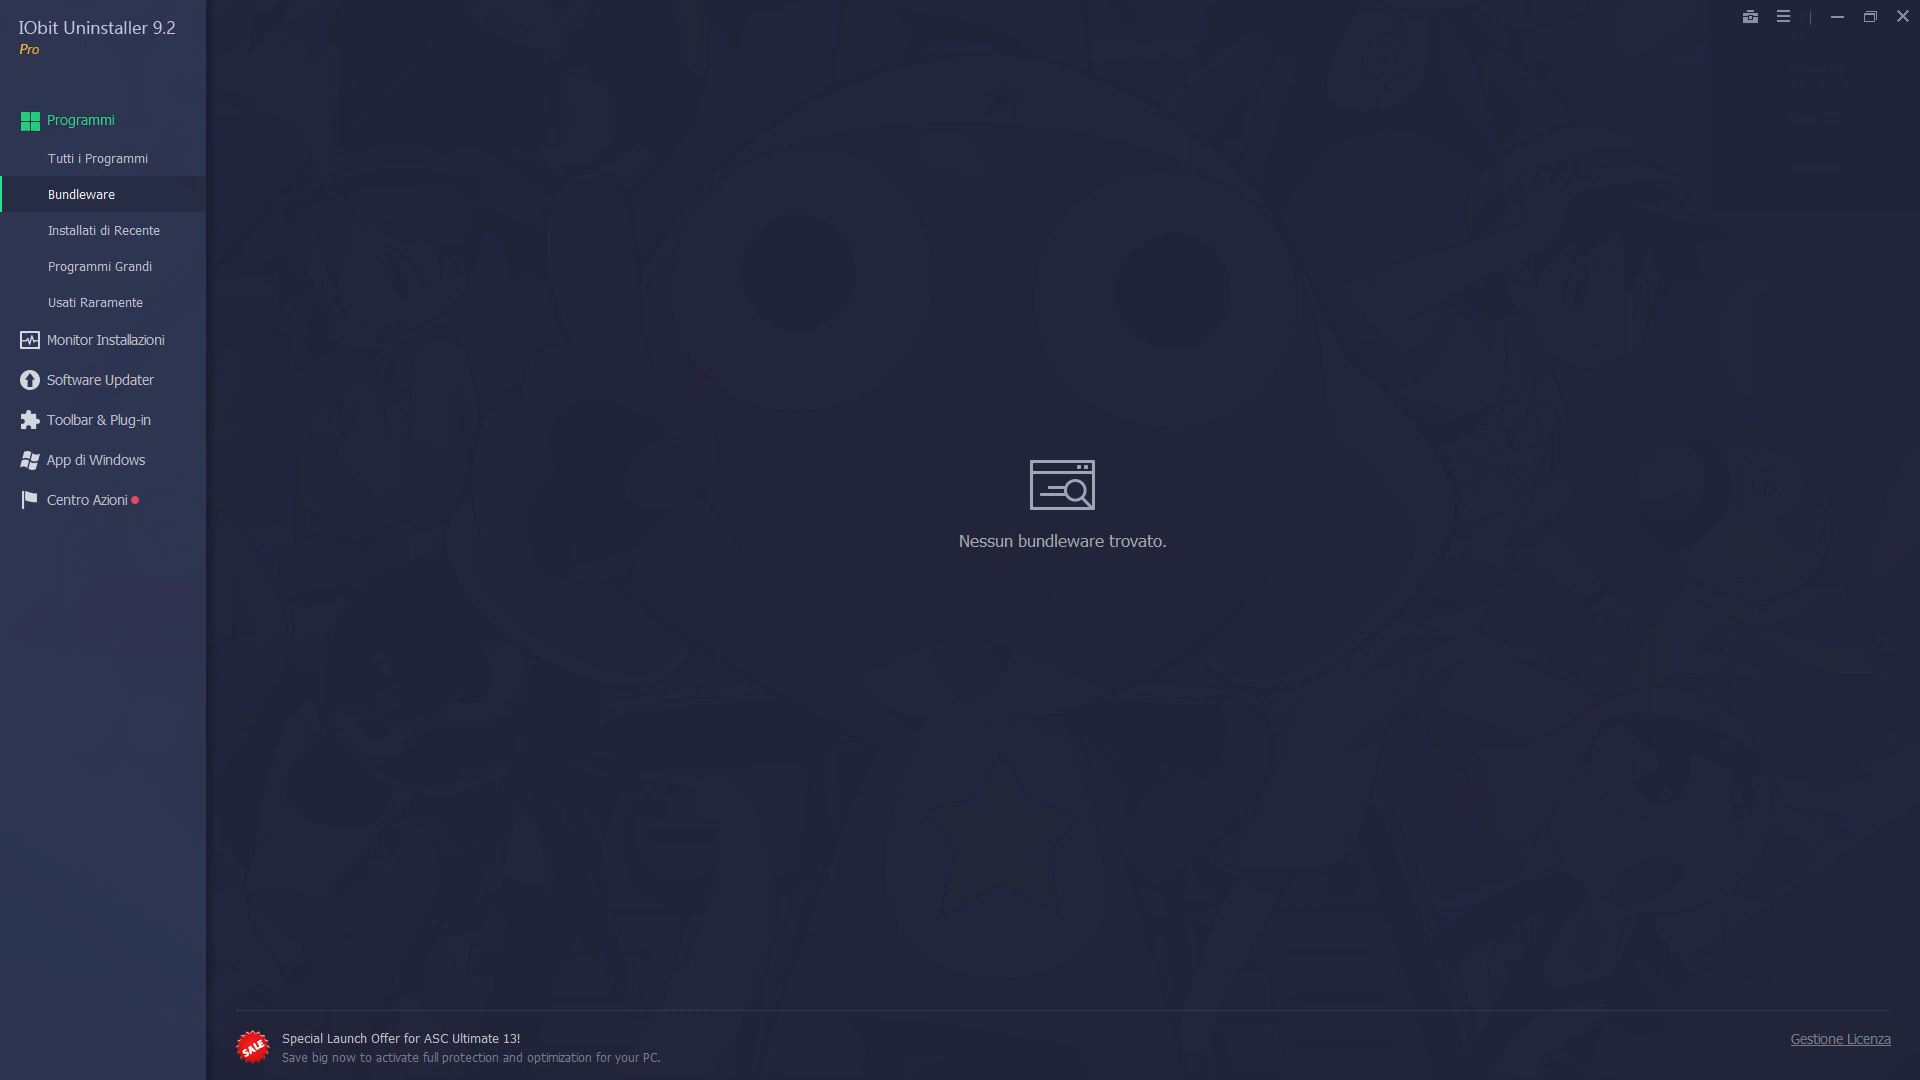 IObit Uninstaller 9.2
Pro
Programmi
Tutti i Programmi
Bundleware
Installati di Recente
Programmi Grandi
Usati Raramente
Monitor Installazioni
Software Updater
Toolbar & Plug-in
App di Windows
Centro Azioni
Nessun bundleware trovato.
SALE
Special Launch Offer for ASC Ultimate 13!
Save big now to activate full protection and optimization for your PC.
Gestione Licenza